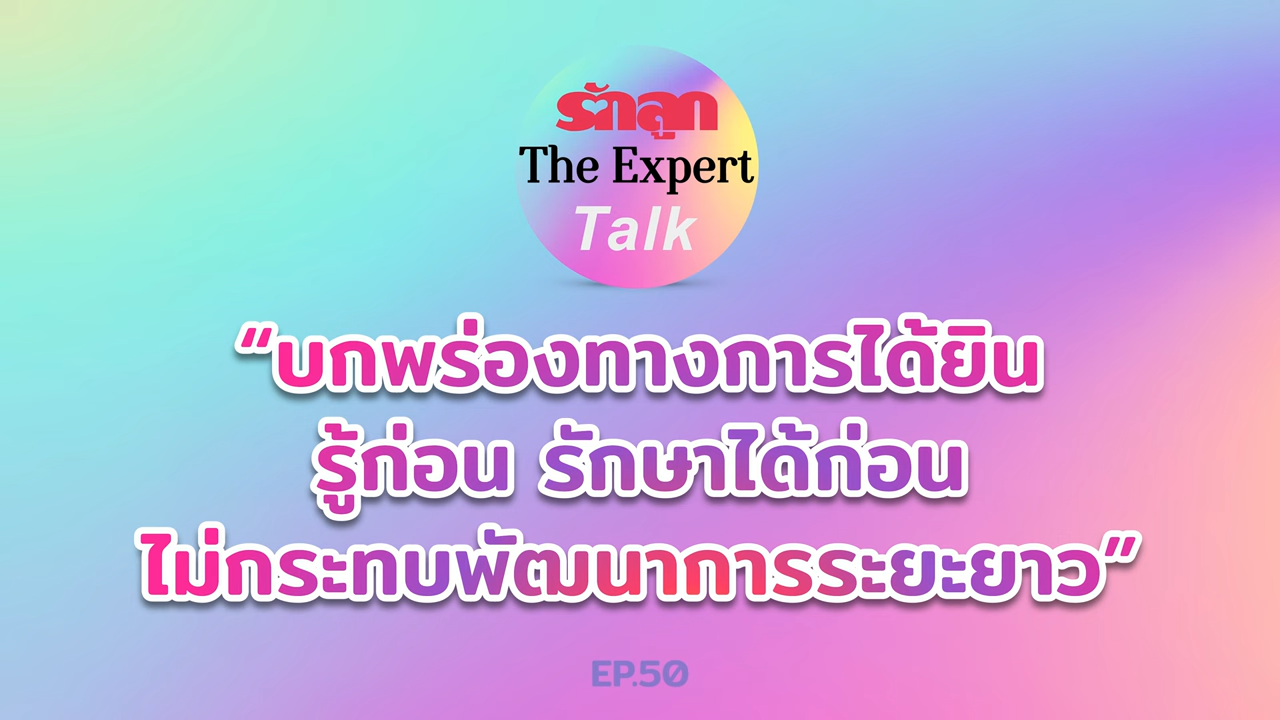 รักลูก
The Expert
Talk
“บกพร่องทางการได้ยิน
รู้ก่อน รักษาได้ก่อน
ไม่กระทบพัฒนาการระยะยาว”
EP.50